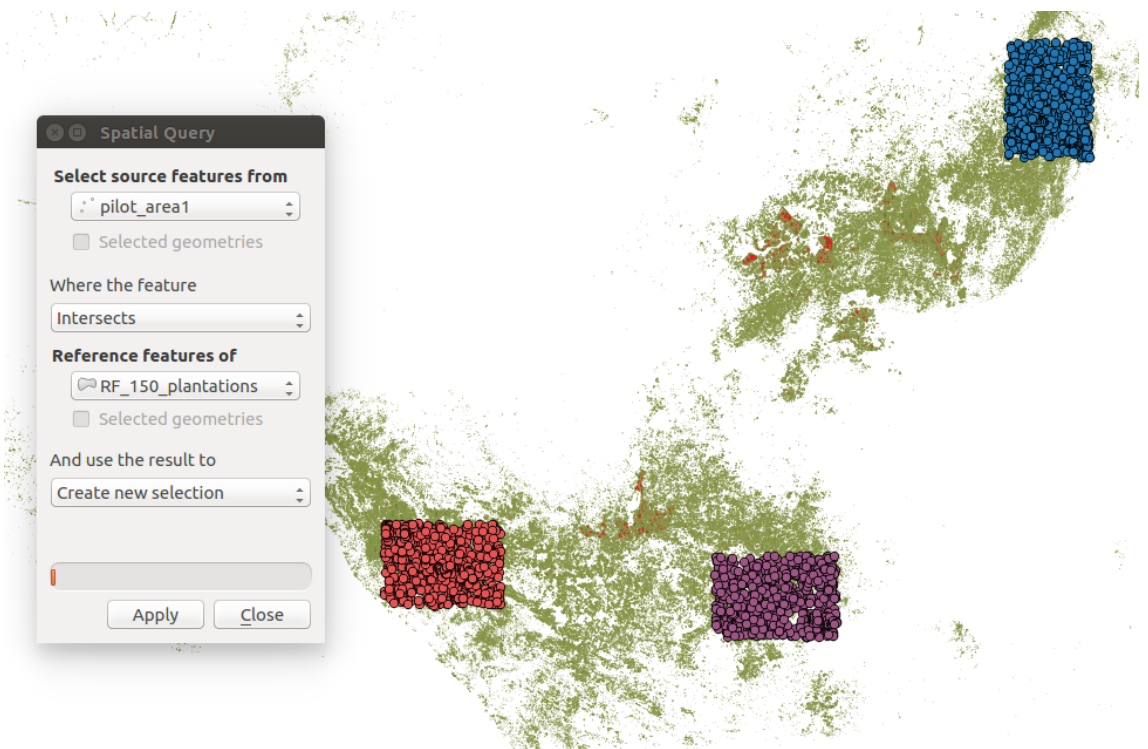 Spatial Query
Select source features from
pilot_area1
Selected geometries
Where the feature
Intersects
Reference features of
RF_150_plantations
Selected geometries
And use the result to
Create new selection
Apply
Close